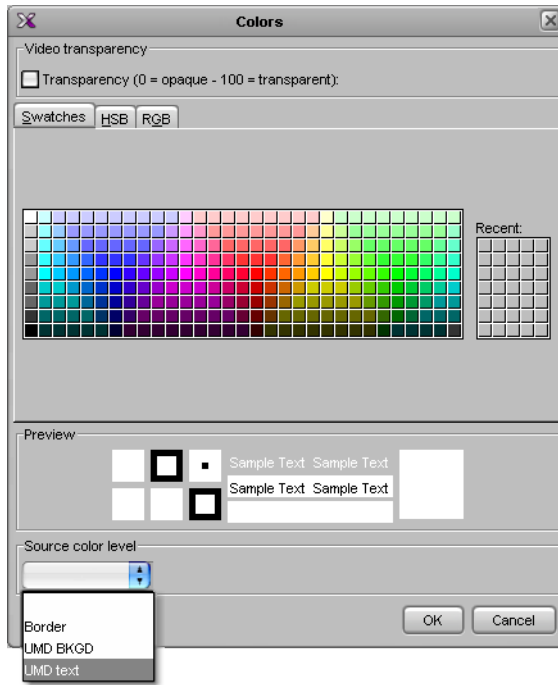 Colors
Video transparency
Transparency (0 = opaque - 100 = transparent):
Swatches HSB RGB
Recent:
Preview
Sample Text Sample Text
Sample Text Sample Text
Source color level
Border
UMD BKGD
UMD text
OK Cancel